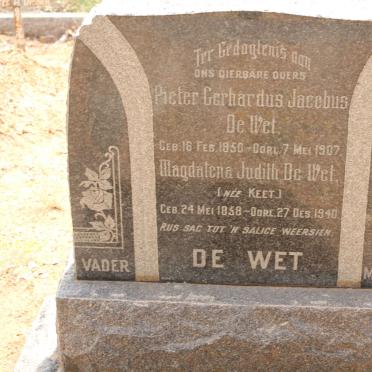 Ter Gedagtenis aan
ONS DIERBARE OUERS
Pieter Gerhardus Jacobus
De Wet.
GEB. 16 FEB. 1850 - OORL. 7 MEI 1907
Magdalena Judith De Wet.
(NÉE KEET.)
GEB. 24 MEI 1858 - OORL. 27 DES. 1940
RUS SAG TOT 'N SALIGE WEERSIEN.
VADER
DE WET
M